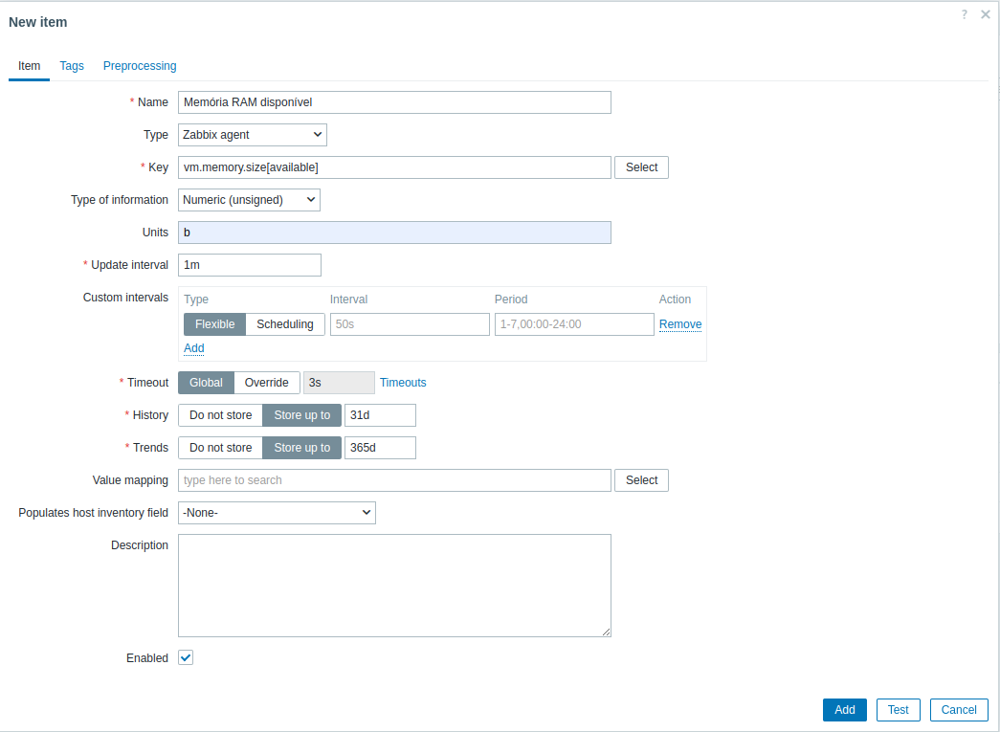 New item
?
Item Tags Preprocessing
* Name Memória RAM disponível
Type Zabbix agent
* Key vm.memory.size[available] Select
Type of information Numeric (unsigned)
Units b
* Update interval 1m
Custom intervals Type Interval Period Action
Flexible Scheduling 50s 1-7,00:00-24:00 Remove
Add
* Timeout Global Override 3s Timeouts
* History Do not store Store up to 31d
* Trends Do not store Store up to 365d
Value mapping type here to search Select
Populates host inventory field -None-
Description
Enabled
Add Test Cancel